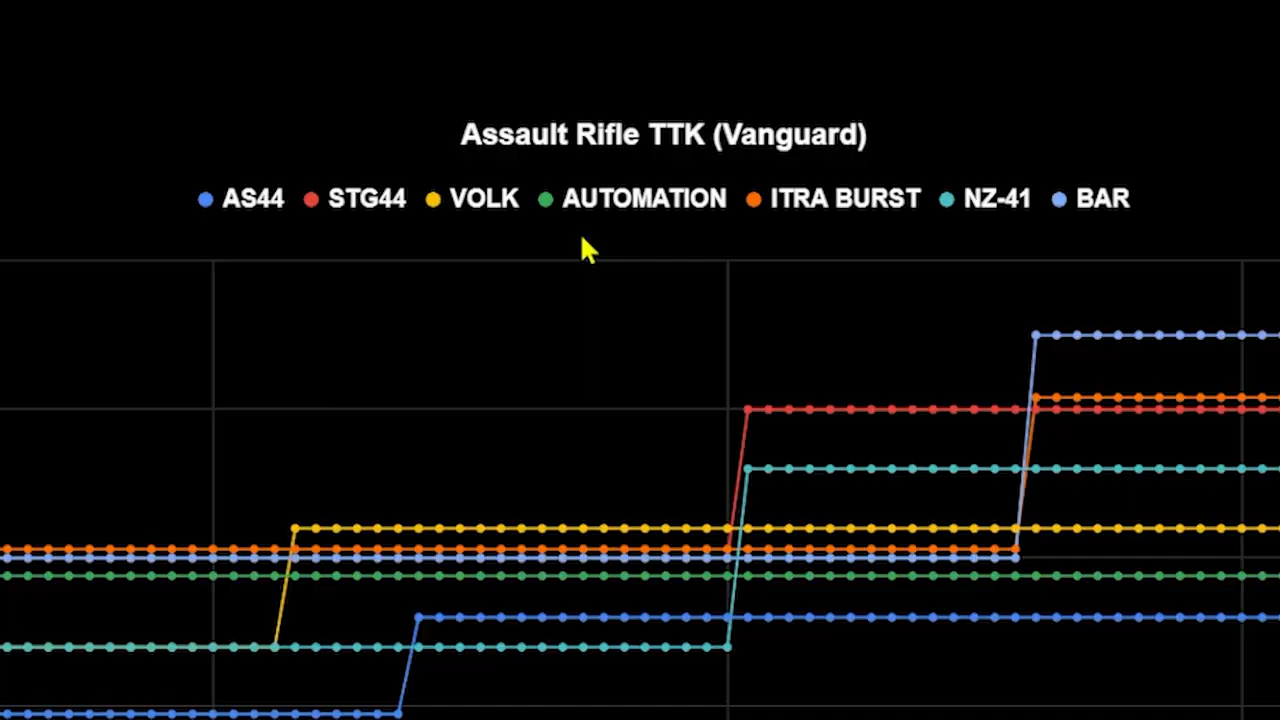 Assault Rifle TTK (Vanguard)
AS44 STG44 VOLK AUTOMATION ITRA BURST NZ-41 BAR